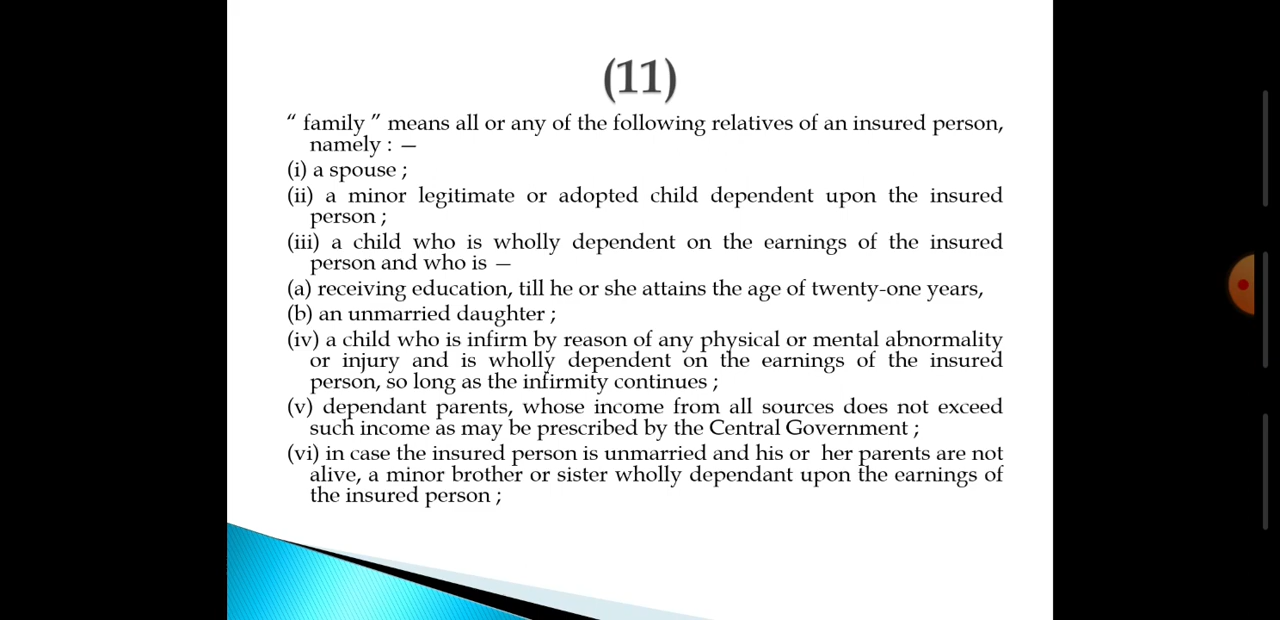 (11)
“ family ” means all or any of the following relatives of an insured person,
namely : —
(i) a spouse ;
(ii) a minor legitimate or adopted child dependent upon the insured
person ;
(iii) a child who is wholly dependent on the earnings of the insured
person and who is —
(a) receiving education, till he or she attains the age of twenty-one years,
(b) an unmarried daughter ;
(iv) a child who is infirm by reason of any physical or mental abnormality
or injury and is wholly dependent on the earnings of the insured
person, so long as the infirmity continues ;
(v) dependant parents, whose income from all sources does not exceed
such income as may be prescribed by the Central Government ;
(vi) in case the insured person is unmarried and his or her parents are not
alive, a minor brother or sister wholly dependant upon the earnings of
the insured person ;